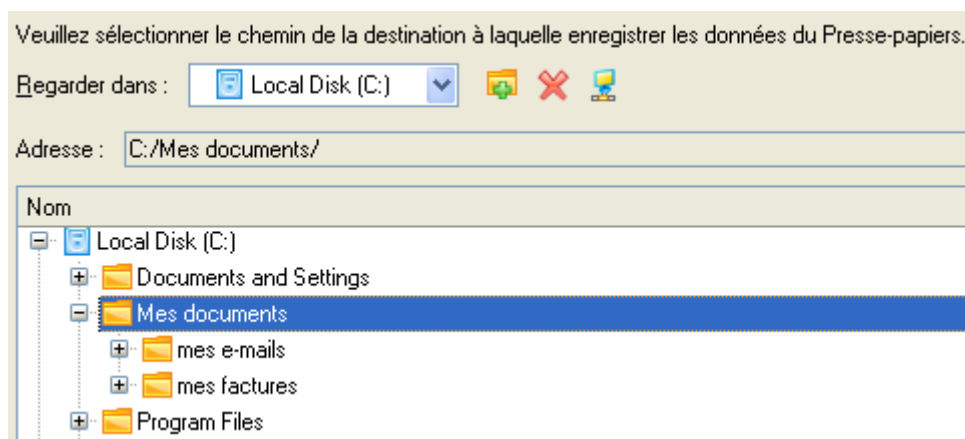 Veuillez sélectionner le chemin de la destination à laquelle enregistrer les données du Presse-papiers.
Regarder dans : Local Disk (C:)
Adresse : C:/Mes documents/
Nom
Local Disk (C:)
Documents and Settings
Mes documents
mes e-mails
mes factures
Program Files